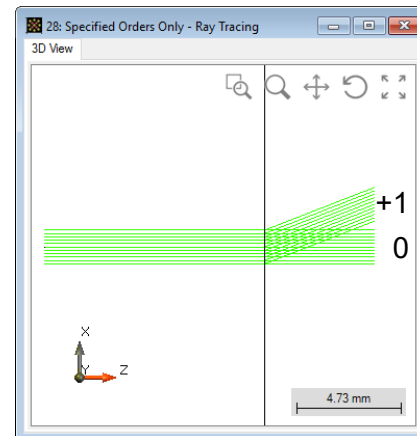 28: Specified Orders Only - Ray Tracing
3D View
+1
0
X
Y Z
4.73 mm